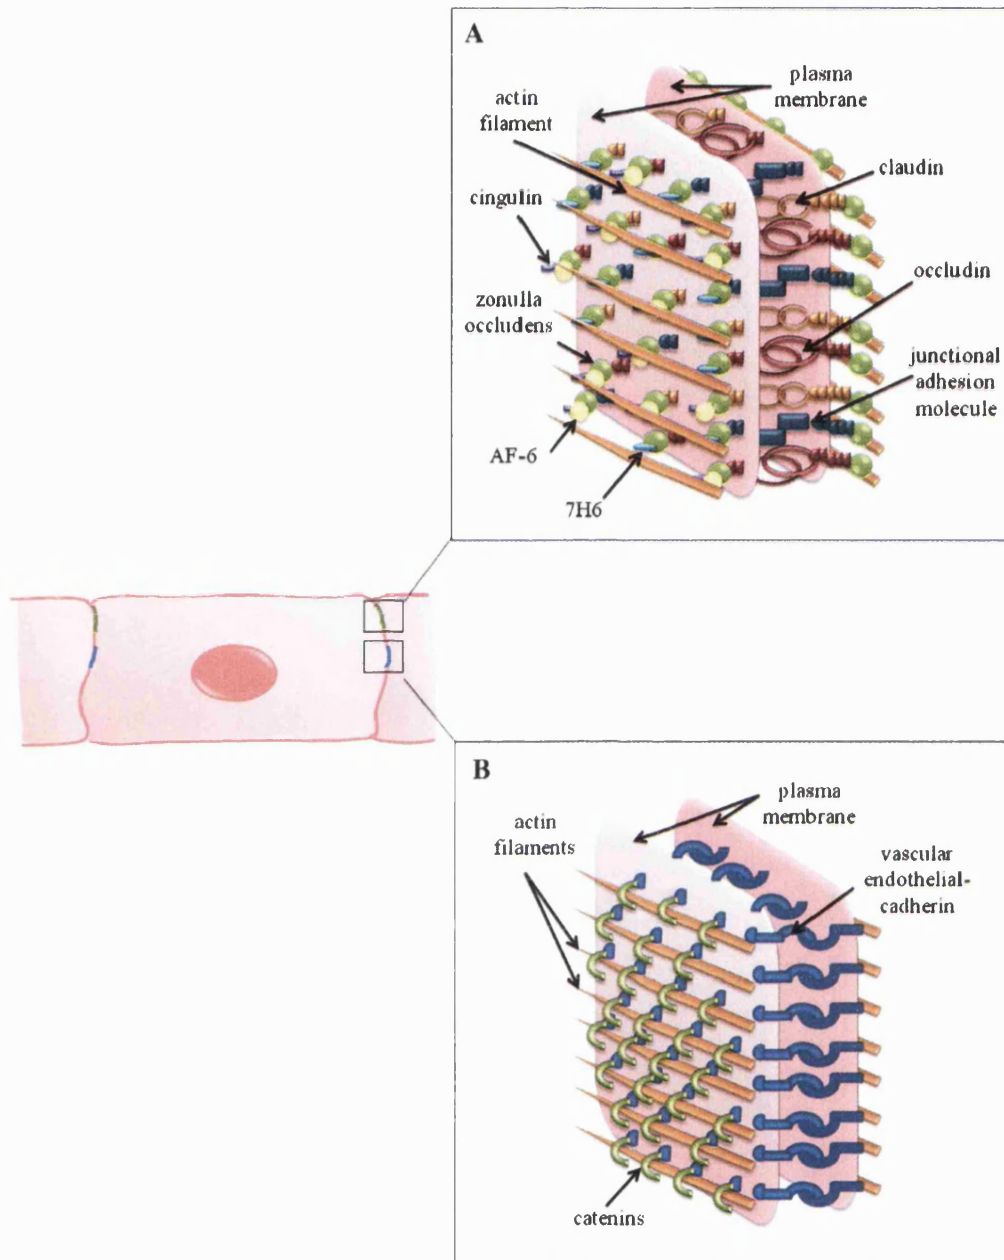 A
plasma
membrane
actin
filament
claudin
cingulin
occludin
zonulla
occludens
junctional
adhesion
molecule
AF-6
7H6
B
plasma
membrane
actin
filaments
vascular
endothelial-
cadherin
catenins